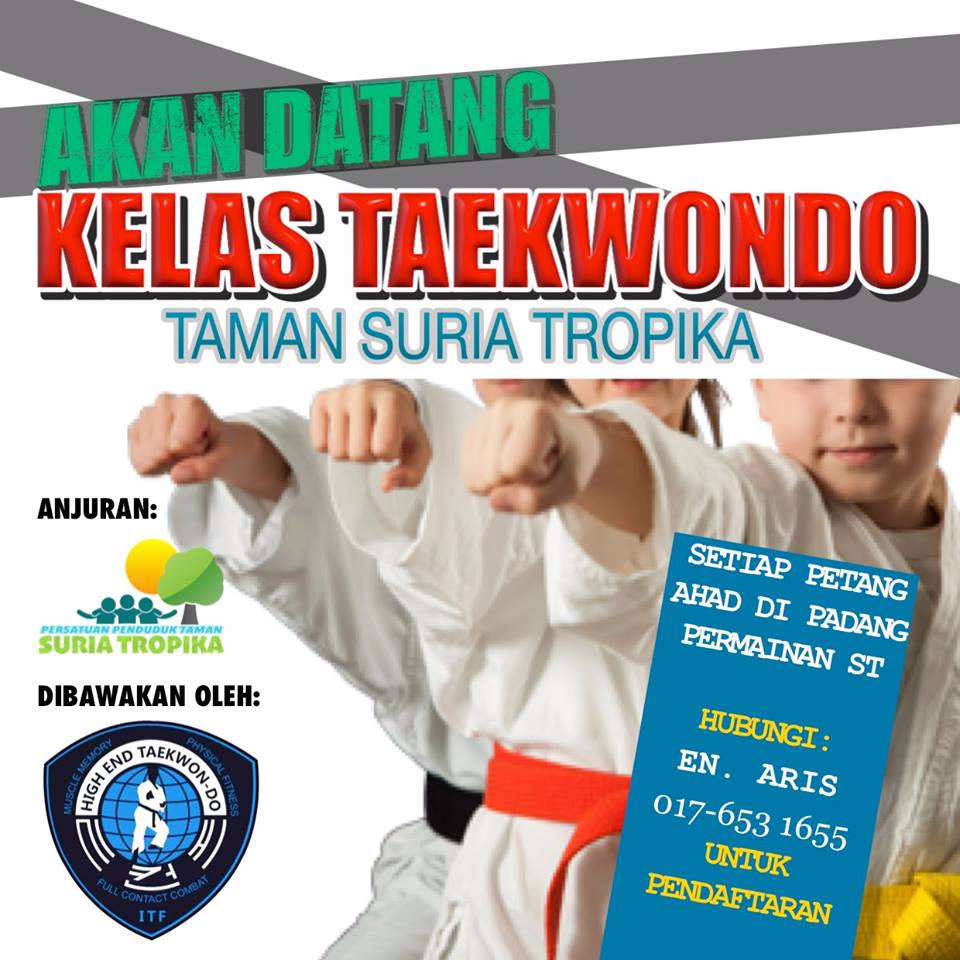 AKAN DATANG
KELAS TAEKWONDO
TAMAN SURIA TROPIKA
ANJURAN:
PERSATUAN PENDUDUK TAMAN
SURIA TROPIKA
DIBAWAKAN OLEH:
MUSCLE MEMORY
PHYSICAL FITNESS
HIGH END TAEKWON-DO
FULL CONTACT COMBAT
ITF
SETIAP PETANG
AHAD DI PADANG
PERMAINAN ST
HUBUNGI:
EN. ARIS
017-653 1655
UNTUK
PENDAFTARAN